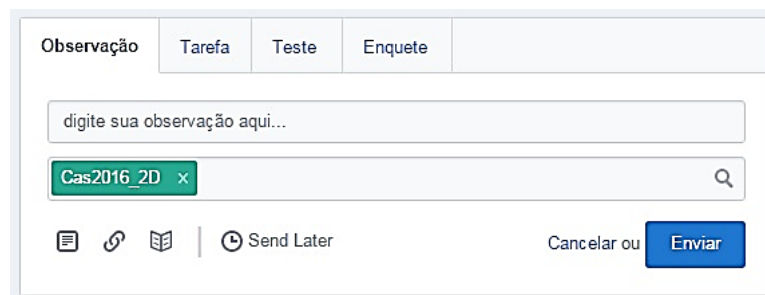 Observação Tarefa Teste Enquete
digite sua observação aqui...
Cas2016_2D x
Send Later Cancelar ou Enviar